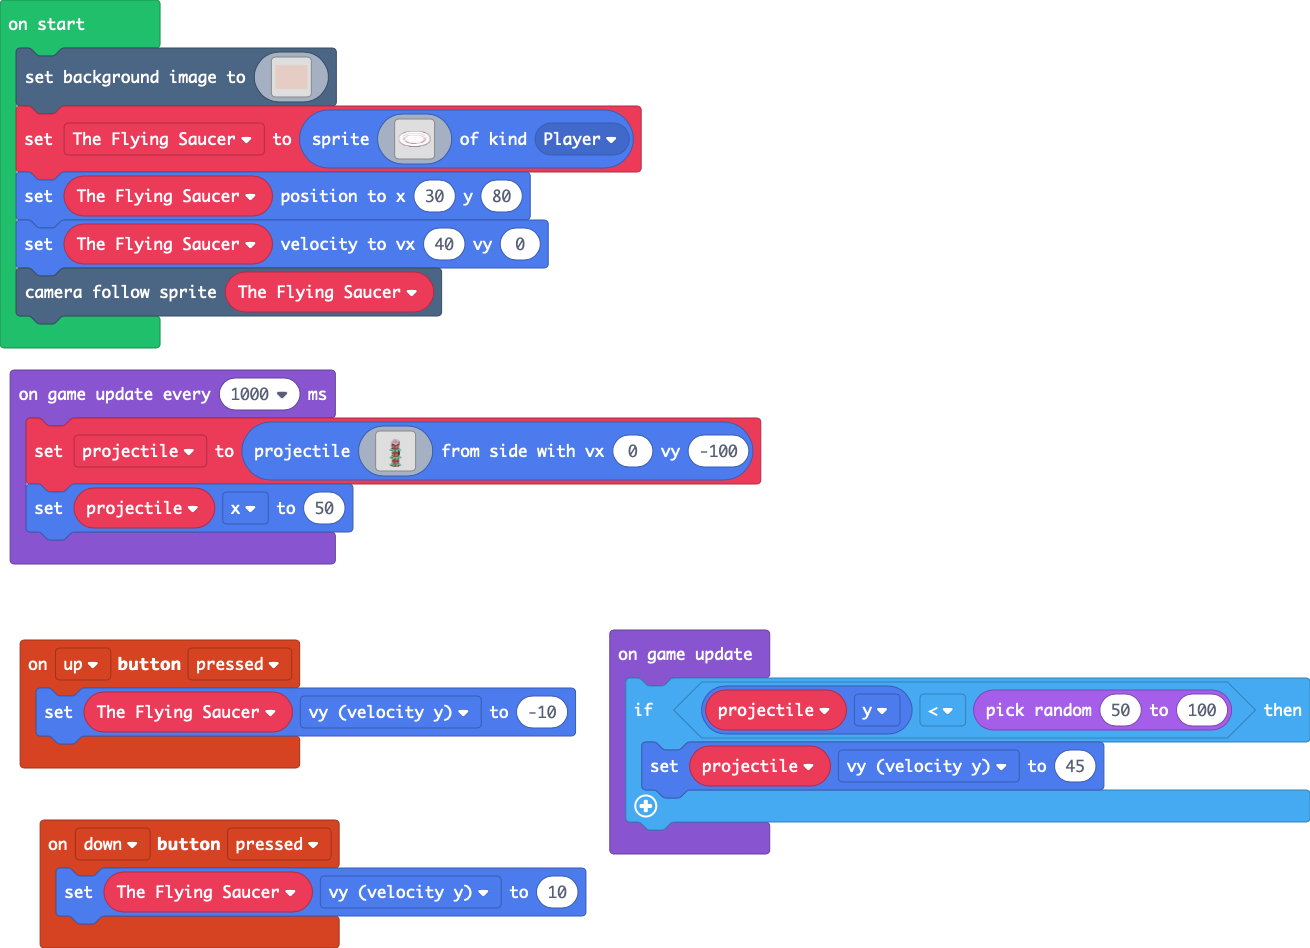 on start
set background image to
set The Flying Saucer to sprite of kind Player
set The Flying Saucer position to x 30 y 80
set The Flying Saucer velocity to vx 40 vy 0
camera follow sprite The Flying Saucer
on game update every 1000 ms
set projectile to projectile from side with vx 0 vy -100
set projectile x to 50
on up button pressed
set The Flying Saucer vy (velocity y) to -10
on down button pressed
set The Flying Saucer vy (velocity y) to 10
on game update
if projectile y < pick random 50 to 100 then
set projectile vy (velocity y) to 45